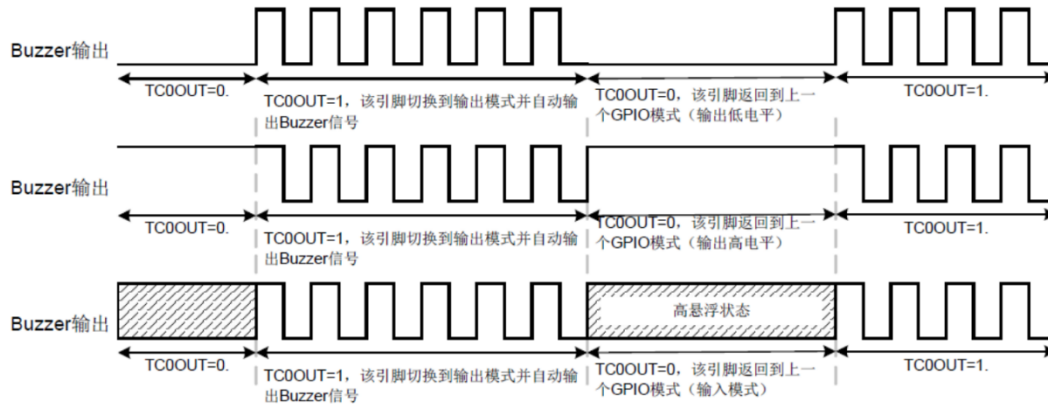 Buzzer输出
TC0OUT=0.
TC0OUT=1，该引脚切换到输出模式并自动输
出Buzzer信号
TC0OUT=0，该引脚返回到上一
个GPIO模式（输出低电平）
TC0OUT=1.
Buzzer输出
TC0OUT=0.
TC0OUT=1，该引脚切换到输出模式并自动输
出Buzzer信号
TC0OUT=0，该引脚返回到上一
个GPIO模式（输出高电平）
TC0OUT=1.
Buzzer输出
高悬浮状态
TC0OUT=0.
TC0OUT=1，该引脚切换到输出模式并自动输
出Buzzer信号
TC0OUT=0，该引脚返回到上一
个GPIO模式（输入模式）
TC0OUT=1.